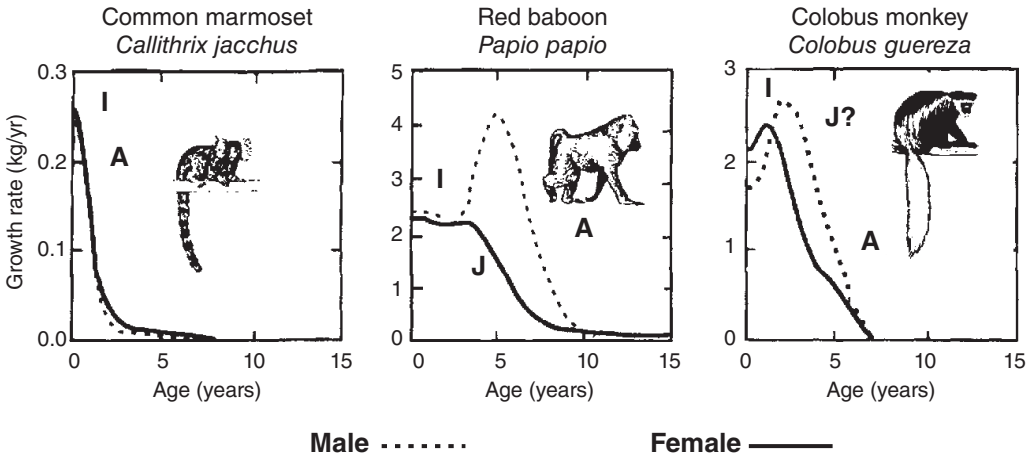 Common marmoset
Callithrix jacchus
Red baboon
Papio papio
Colobus monkey
Colobus guereza
0.3
0.2
0.1
0.0
Growth rate (kg/yr)
I
A
0 5 10 15
Age (years)
5
4
3
2
1
0
I
J
A
0 5 10 15
Age (years)
3
2
1
0
I
J?
A
0 5 10 15
Age (years)
Male
Female